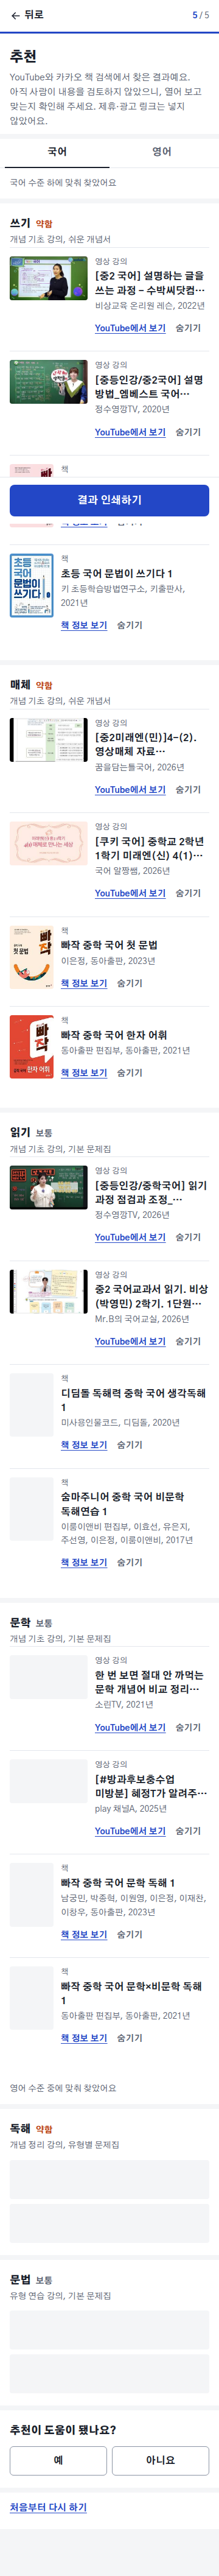 ← 뒤로
5 / 5
추천
YouTube와 카카오 책 검색에서 찾은 결과예요.
아직 사람이 내용을 검토하지 않았으니, 열어 보고
맞는지 확인해 주세요. 제휴·광고 링크는 넣지
않았어요.
국어
영어
국어 수준 하에 맞춰 찾았어요
쓰기 약함
개념 기초 강의, 쉬운 개념서
영상 강의
[중2 국어] 설명하는 글을
쓰는 과정 – 수박씨닷컴…
비상교육 온리원 레슨, 2022년
YouTube에서 보기 숨기기
영상 강의
[중등인강/중2국어] 설명
방법_엠베스트 국어…
정수영깡TV, 2020년
YouTube에서 보기 숨기기
책
결과 인쇄하기
책 정보 보기 숨기기
책
초등 국어 문법이 쓰기다 1
키 초등학습방법연구소, 키출판사,
2021년
책 정보 보기 숨기기
매체 약함
개념 기초 강의, 쉬운 개념서
영상 강의
[중2미래엔(민)]4-(2).
영상매체 자료…
꿈을담는틀국어, 2026년
YouTube에서 보기 숨기기
영상 강의
[쿠키 국어] 중학교 2학년
1학기 미래엔(신) 4(1)…
국어 알짱쌤, 2026년
YouTube에서 보기 숨기기
책
빠작 중학 국어 첫 문법
이은정, 동아출판, 2023년
책 정보 보기 숨기기
책
빠작 중학 국어 한자 어휘
동아출판 편집부, 동아출판, 2021년
책 정보 보기 숨기기
읽기 보통
개념 기초 강의, 기본 문제집
영상 강의
[중등인강/중학국어] 읽기
과정 점검과 조정_…
정수영깡TV, 2026년
YouTube에서 보기 숨기기
영상 강의
중2 국어교과서 읽기. 비상
(박영민) 2학기. 1단원…
Mr.B의 국어교실, 2026년
YouTube에서 보기 숨기기
책
디딤돌 독해력 중학 국어 생각독해
1
미사용인물코드, 디딤돌, 2020년
책 정보 보기 숨기기
책
숨마주니어 중학 국어 비문학
독해연습 1
이룸이앤비 편집부, 이효선, 유은지,
주선영, 이은정, 이룸이앤비, 2017년
책 정보 보기 숨기기
문학 보통
개념 기초 강의, 기본 문제집
영상 강의
한 번 보면 절대 안 까먹는
문학 개념어 비교 정리…
소린TV, 2021년
YouTube에서 보기 숨기기
영상 강의
[#방과후보충수업
미방분] 혜정T가 알려주…
play 채널A, 2025년
YouTube에서 보기 숨기기
책
빠작 중학 국어 문학 독해 1
남궁민, 박종혁, 이원영, 이은정, 이재찬,
이창우, 동아출판, 2023년
책 정보 보기 숨기기
책
빠작 중학 국어 문학×비문학 독해
1
동아출판 편집부, 동아출판, 2021년
책 정보 보기 숨기기
영어 수준 중에 맞춰 찾았어요
독해 약함
개념 정리 강의, 유형별 문제집
문법 보통
유형 연습 강의, 기본 문제집
추천이 도움이 됐나요?
예
아니요
처음부터 다시 하기